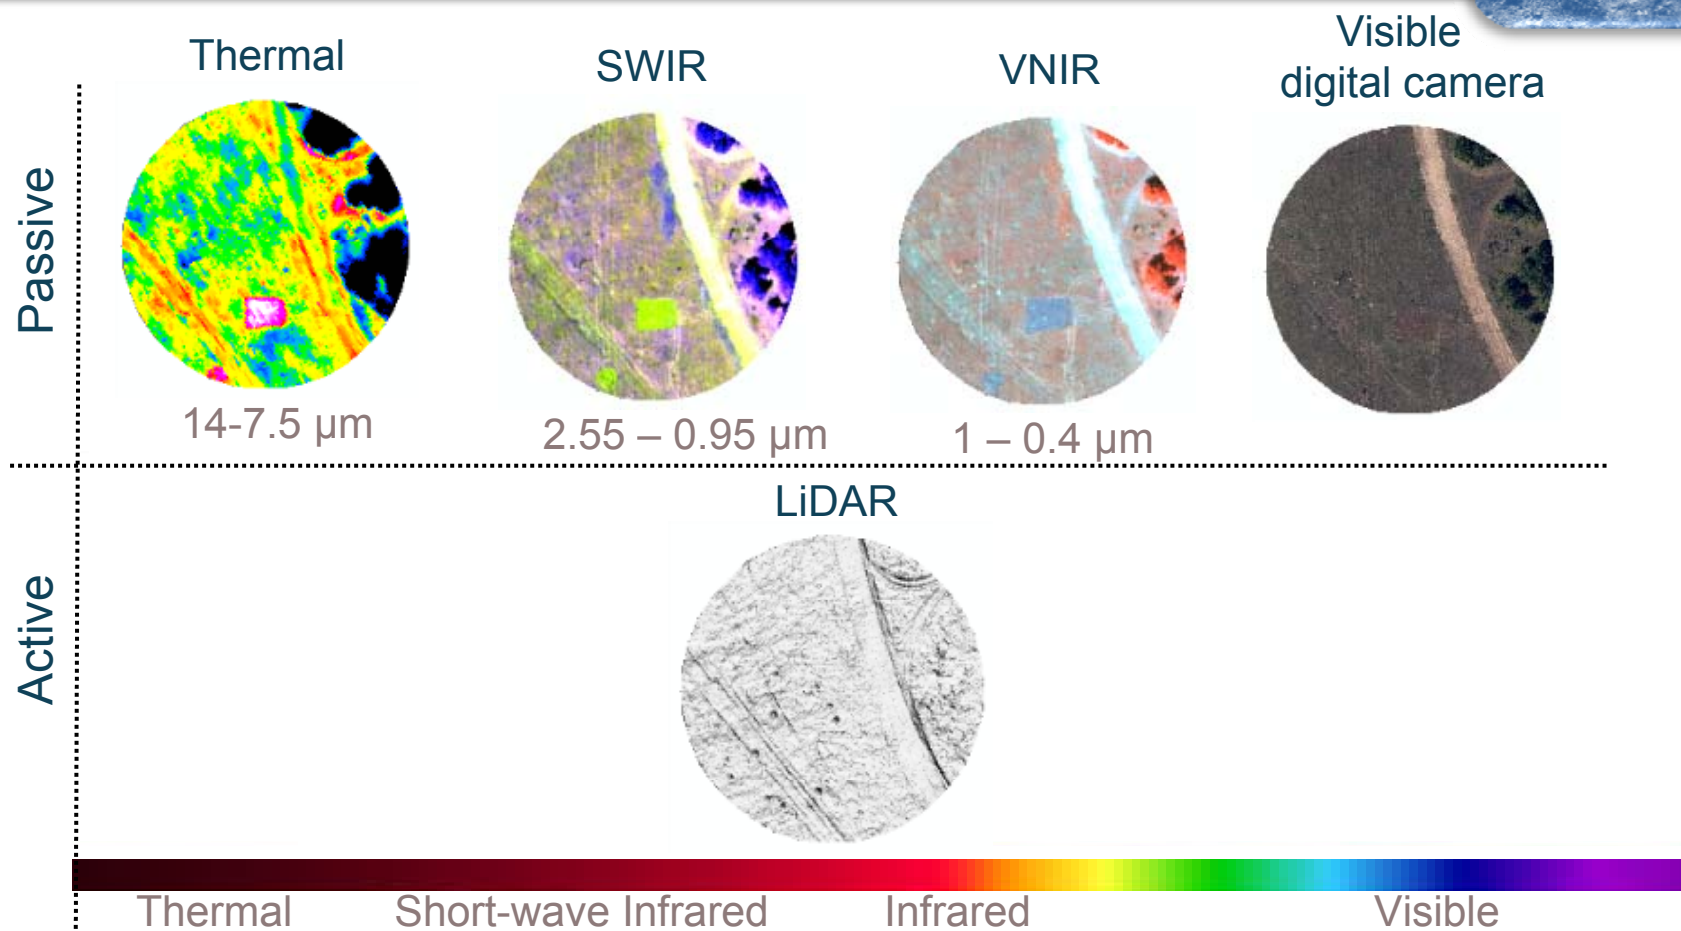 Thermal
SWIR
VNIR
Visible
digital camera
Passive
14-7.5 µm
2.55 – 0.95 µm
1 – 0.4 µm
LiDAR
Active
Thermal
Short-wave Infrared
Infrared
Visible